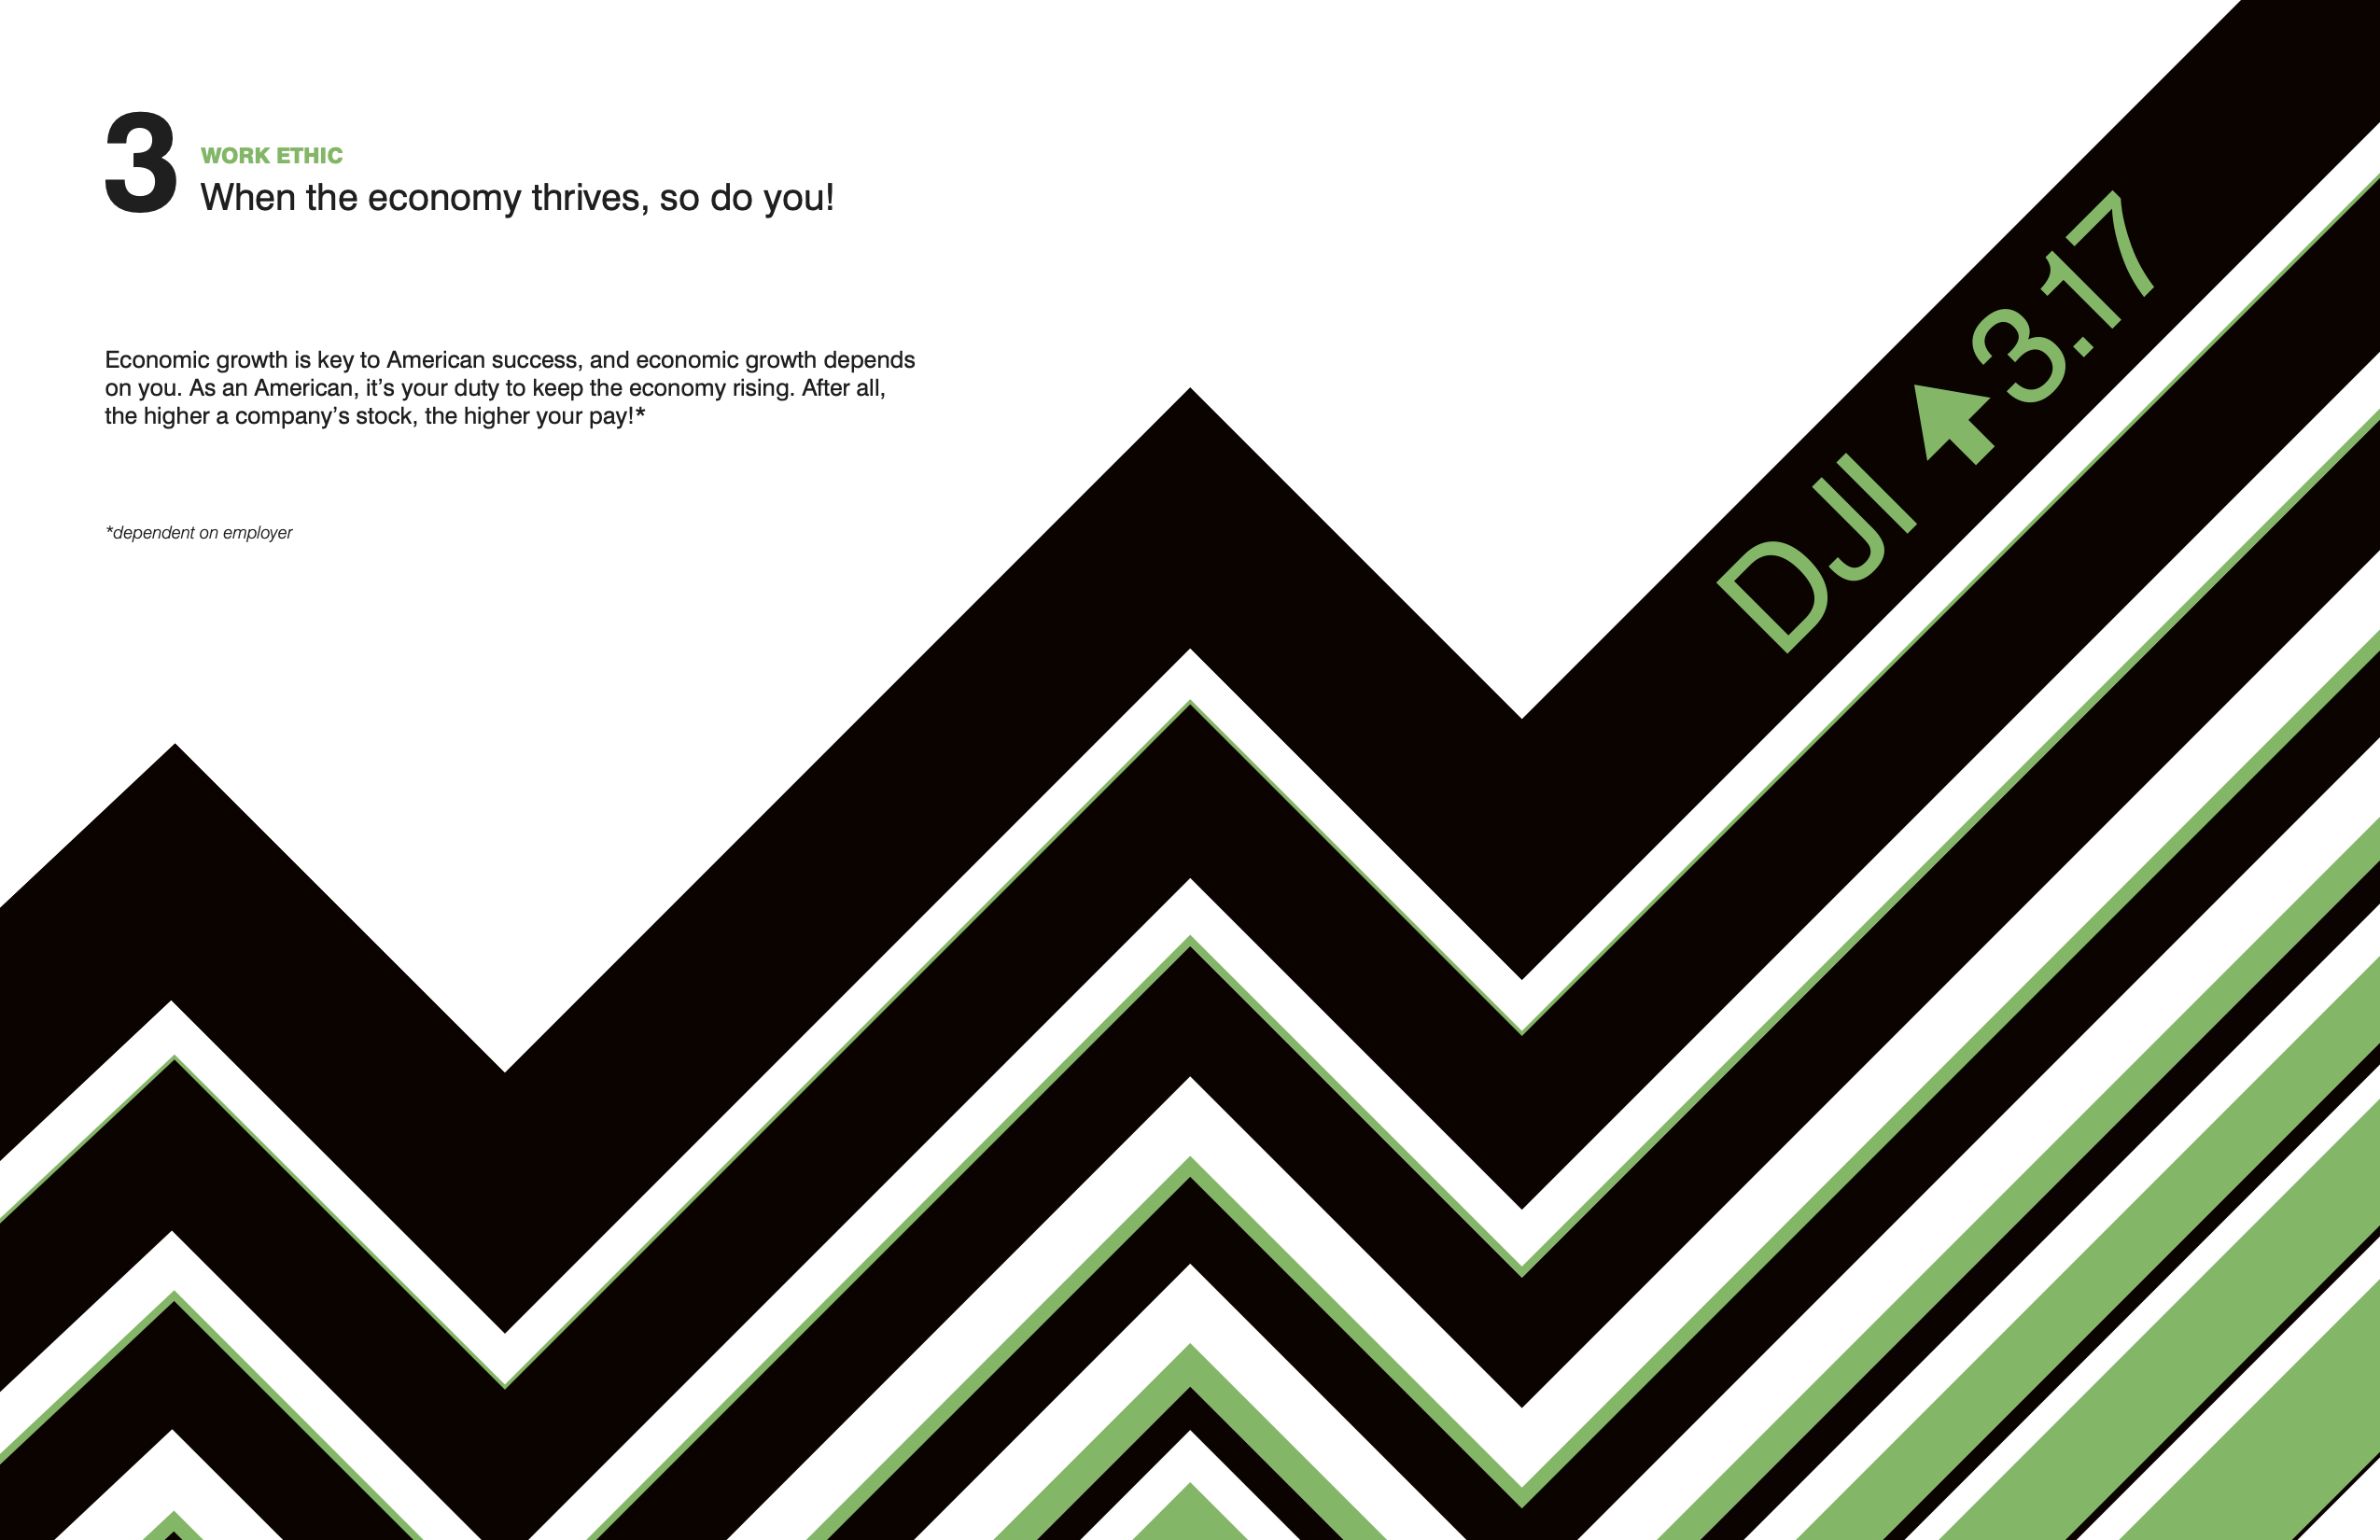 3
WORK ETHIC
When the economy thrives, so do you!
Economic growth is key to American success, and economic growth depends
on you. As an American, it’s your duty to keep the economy rising. After all,
the higher a company’s stock, the higher your pay!*
*dependent on employer
DJI 3.17